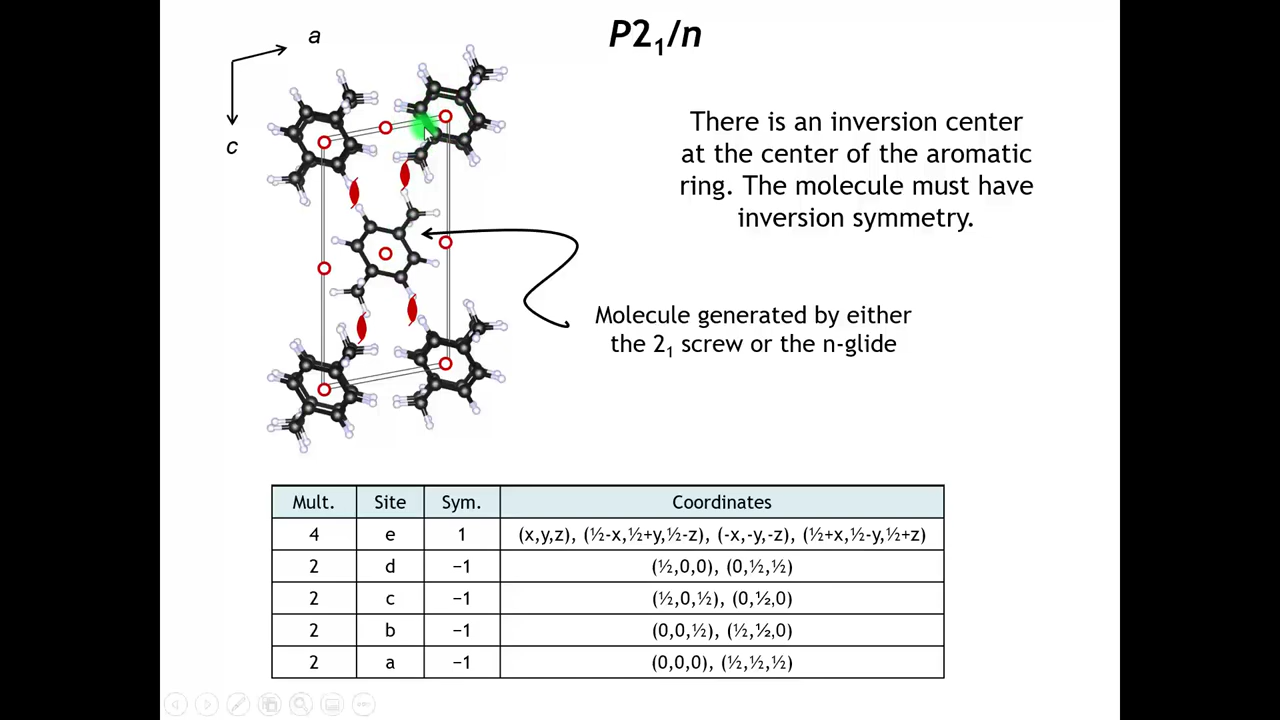 P2₁/n
a
c
There is an inversion center
at the center of the aromatic
ring. The molecule must have
inversion symmetry.
Molecule generated by either
the 2₁ screw or the n-glide
Mult. Site Sym. Coordinates
4 e 1 (x,y,z), (½-x,½+y,½-z), (-x,-y,-z), (½+x,½-y,½+z)
2 d −1 (½,0,0), (0,½,½)
2 c −1 (½,0,½), (0,½,0)
2 b −1 (0,0,½), (½,½,0)
2 a −1 (0,0,0), (½,½,½)